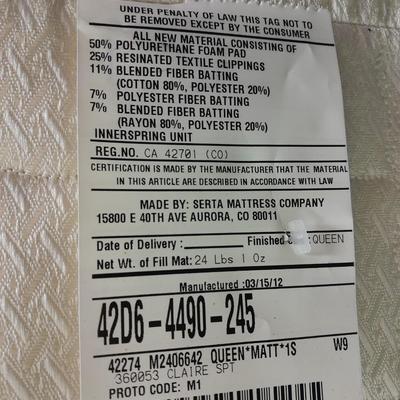 UNDER PENALTY OF LAW THIS TAG NOT TO
BE REMOVED EXCEPT BY THE CONSUMER
ALL NEW MATERIAL CONSISTING OF
50% POLYURETHANE FOAM PAD
25% RESINATED TEXTILE CLIPPINGS
11% BLENDED FIBER BATTING
(COTTON 80%, POLYESTER 20%)
7% POLYESTER FIBER BATTING
7% BLENDED FIBER BATTING
(RAYON 80%, POLYESTER 20%)
INNERSPRING UNIT
REG.NO. CA 42701 (CO)
CERTIFICATION IS MADE BY THE MANUFACTURER THAT THE MATERIAL
IN THIS ARTICLE ARE DESCRIBED IN ACCORDANCE WITH LAW
MADE BY: SERTA MATTRESS COMPANY
15800 E 40TH AVE AURORA, CO 80011
Date of Delivery: Finished : QUEEN
Net Wt. of Fill Mat: 24 Lbs 1 Oz
Manufactured :03/15/12
42D6-4490-245
42274 M2406642 QUEEN*MATT*1S W9
360053 CLAIRE SPT
PROTO CODE: M1